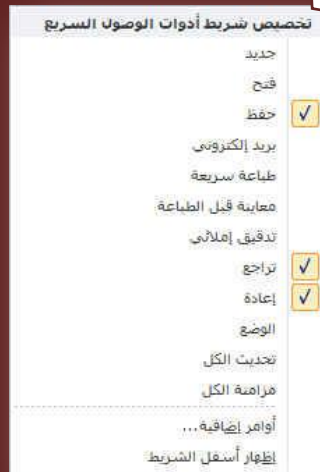 تخصيص شريط أدوات الوصول السريع
جديد
فتح
حفظ
بريد إلكتروني
طباعة سريعة
معاينة قبل الطباعة
تدقيق إملائي
تراجع
إعادة
الوضع
تحديث الكل
مزامنة الكل
أوامر إضافية...
إظهار أسفل الشريط